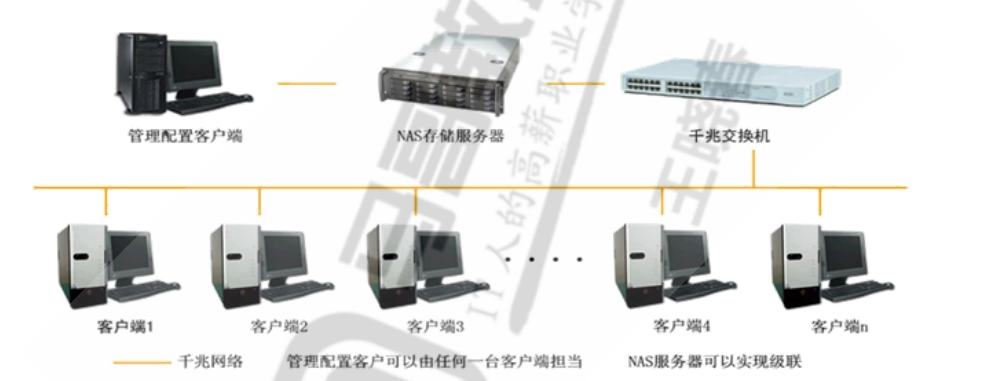 管理配置客户端
NAS存储服务器
千兆交换机
客户端1
客户端2
客户端3
客户端4
客户端n
千兆网络
管理配置客户可以由任何一台客户端担当
NAS服务器可以实现级联
IT人的高薪职业学
王晓春